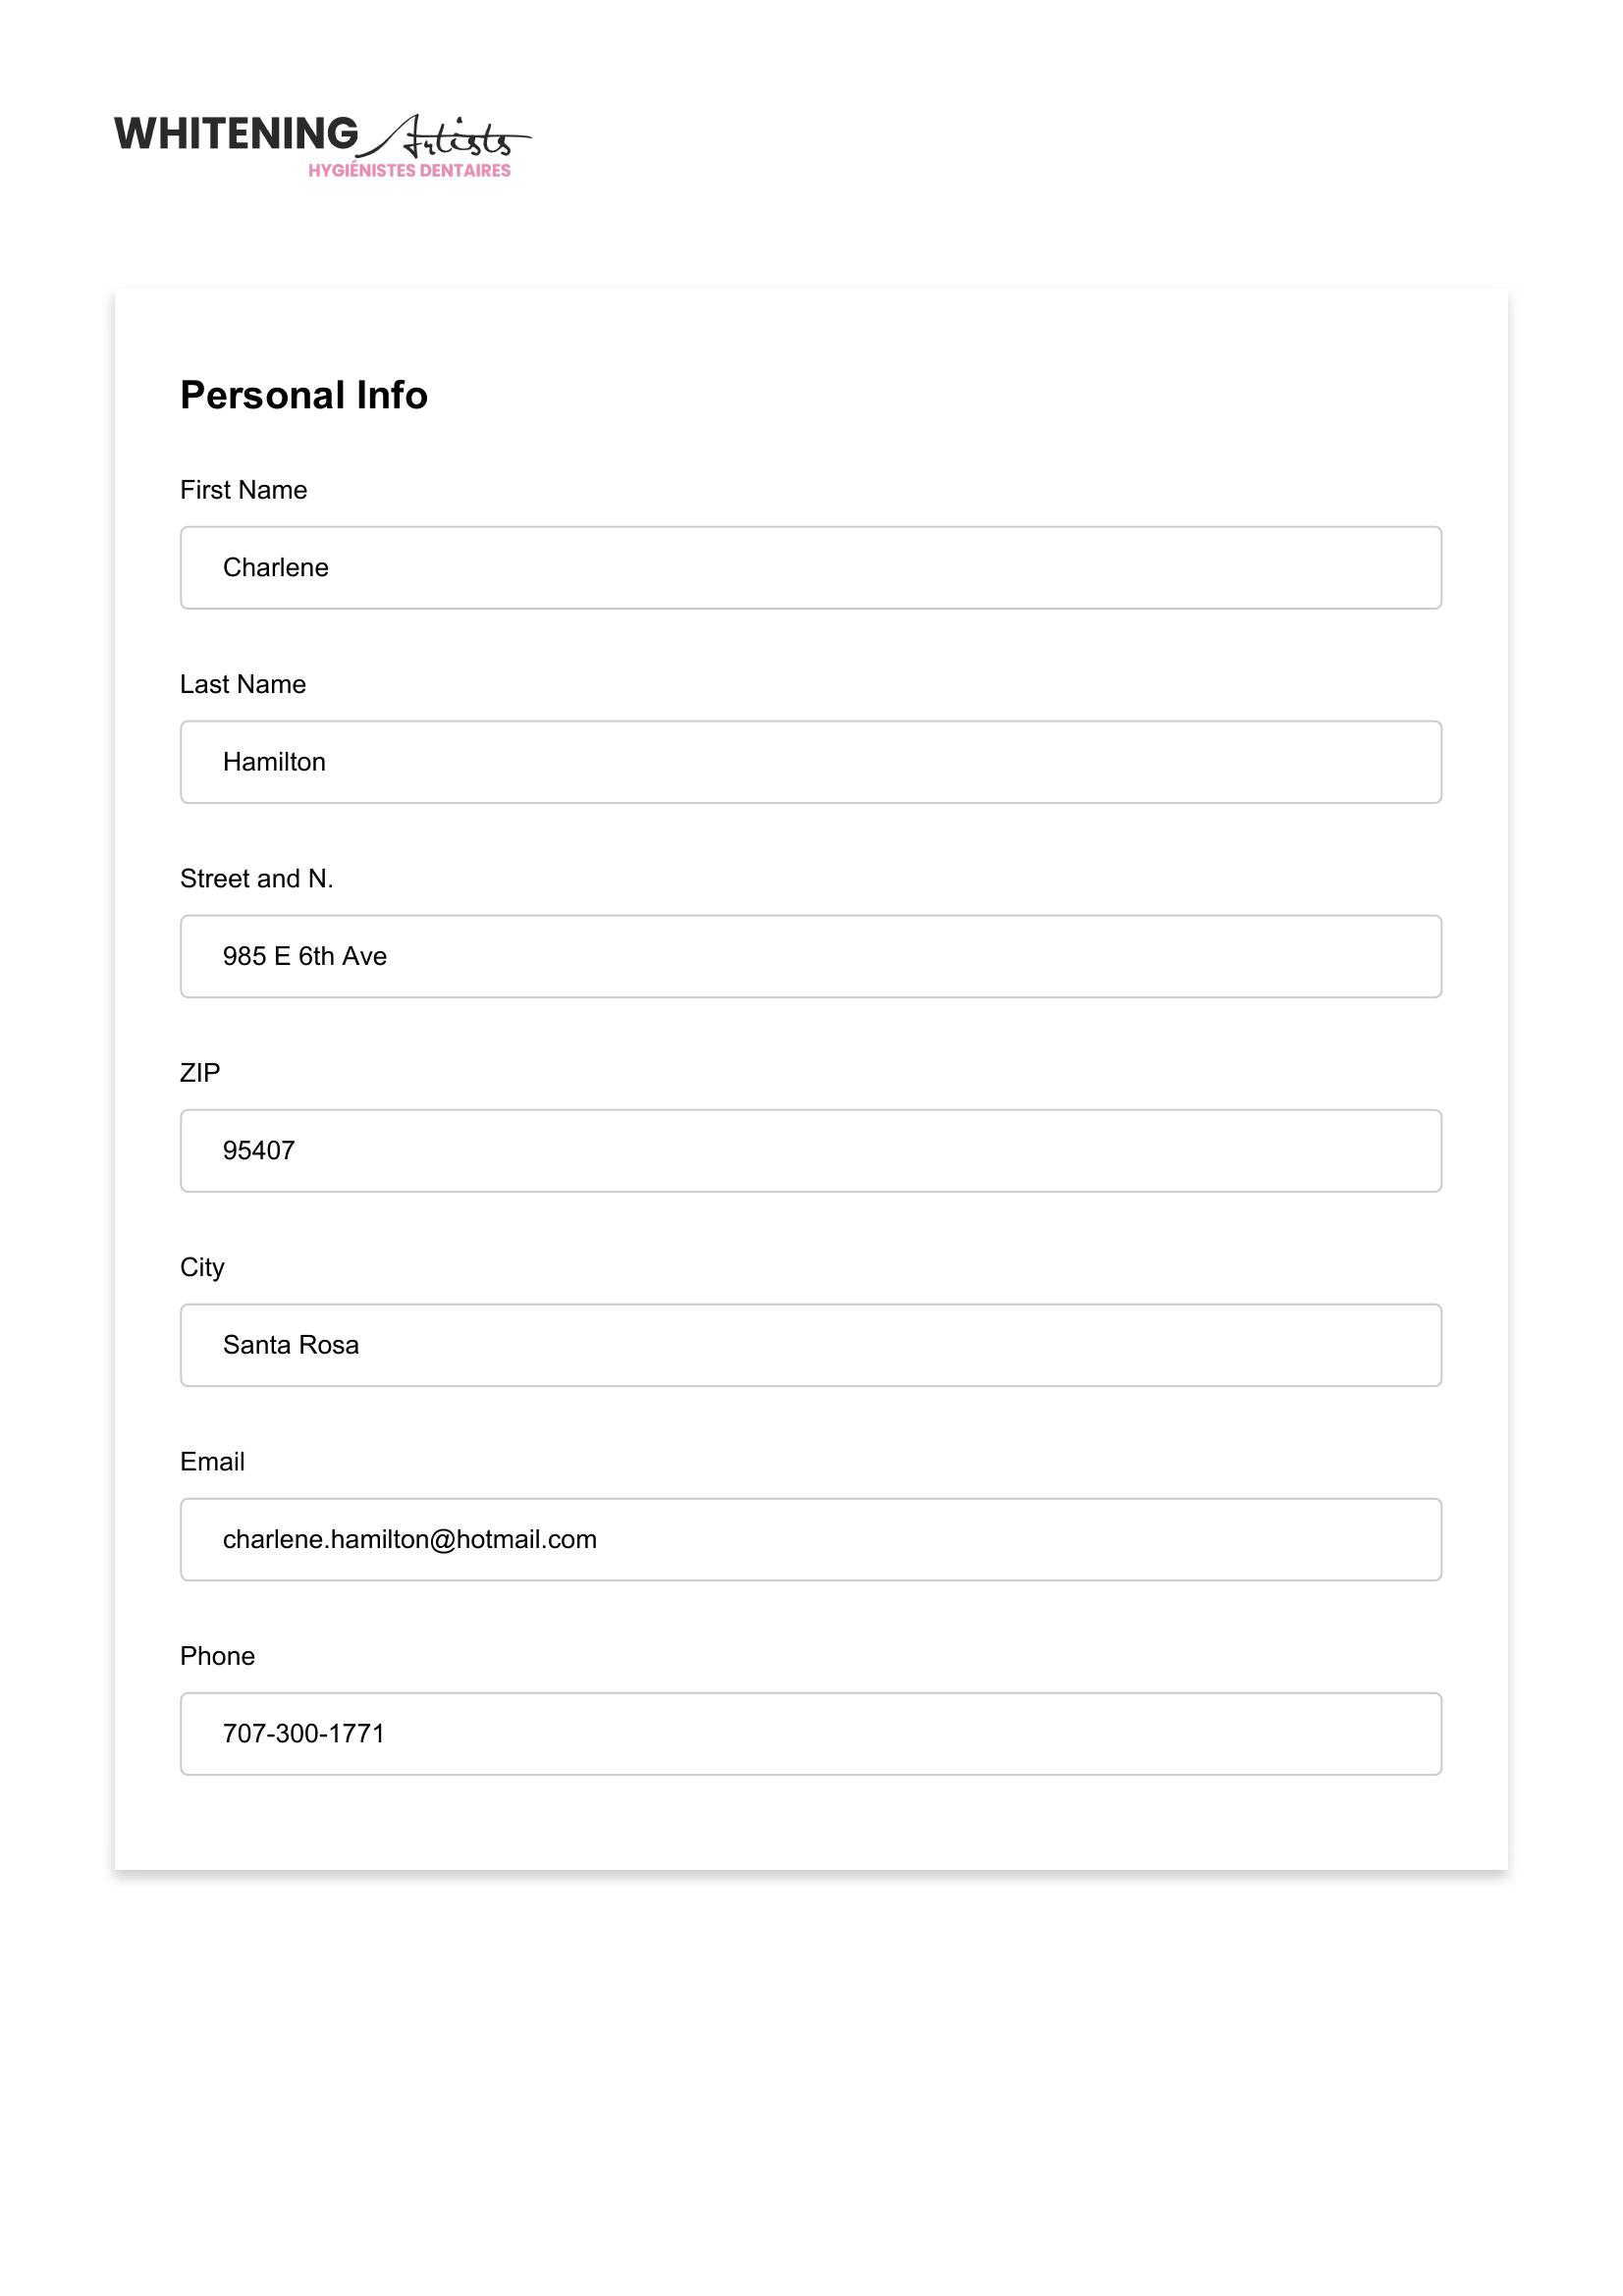 WHITENING Artists
HYGIÉNISTES DENTAIRES
Personal Info
First Name
Charlene
Last Name
Hamilton
Street and N.
985 E 6th Ave
ZIP
95407
City
Santa Rosa
Email
charlene.hamilton@hotmail.com
Phone
707-300-1771